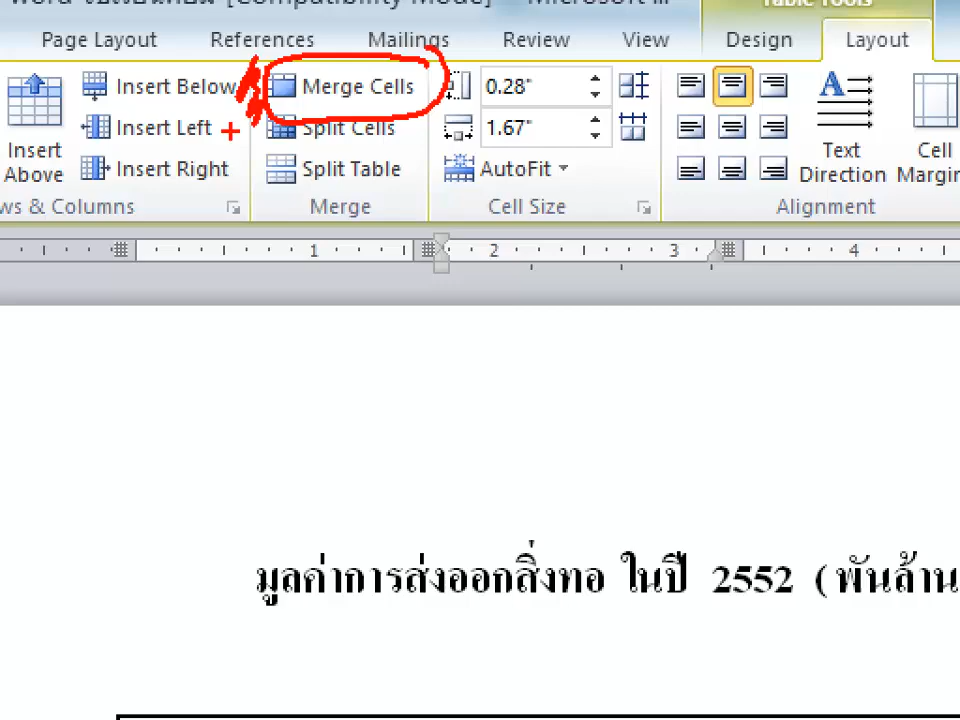 Page Layout References Mailings Review View Design Layout
Insert Below Merge Cells 0.28"
Insert Left Split Cells 1.67"
Insert Above Insert Right Split Table AutoFit Text Direction Cell
Columns Merge Cell Size Alignment
1 2 3 4
มูลค่าการส่งออกสิ่งทอ ในปี 2552 (พันล้าน